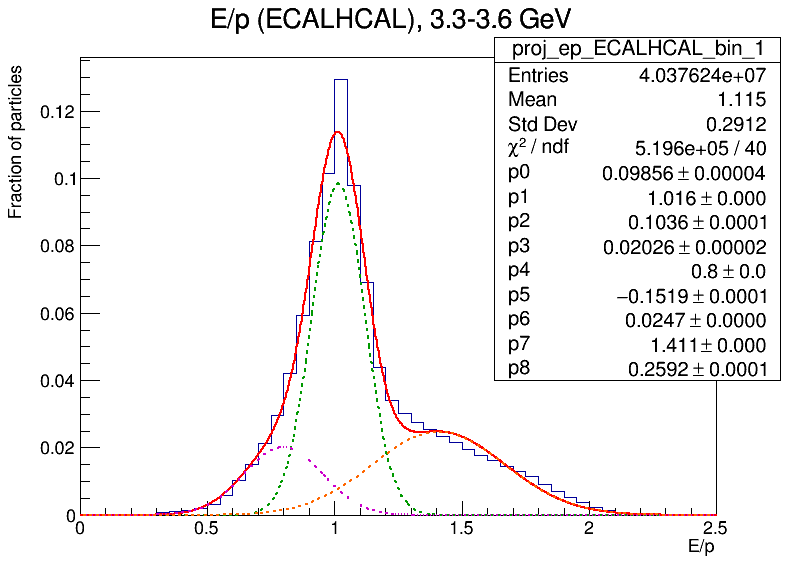 E/p (ECALHCAL), 3.3-3.6 GeV
proj_ep_ECALHCAL_bin_1
Entries 4.037624e+07
Mean 1.115
Std Dev 0.2912
χ² / ndf 5.196e+05 / 40
p0 0.09856 ± 0.00004
p1 1.016 ± 0.000
p2 0.1036 ± 0.0001
p3 0.02026 ± 0.00002
p4 0.8 ± 0.0
p5 −0.1519 ± 0.0001
p6 0.0247 ± 0.0000
p7 1.411 ± 0.000
p8 0.2592 ± 0.0001
Fraction of particles
0.12
0.1
0.08
0.06
0.04
0.02
0
0 0.5 1 1.5 2 2.5
E/p